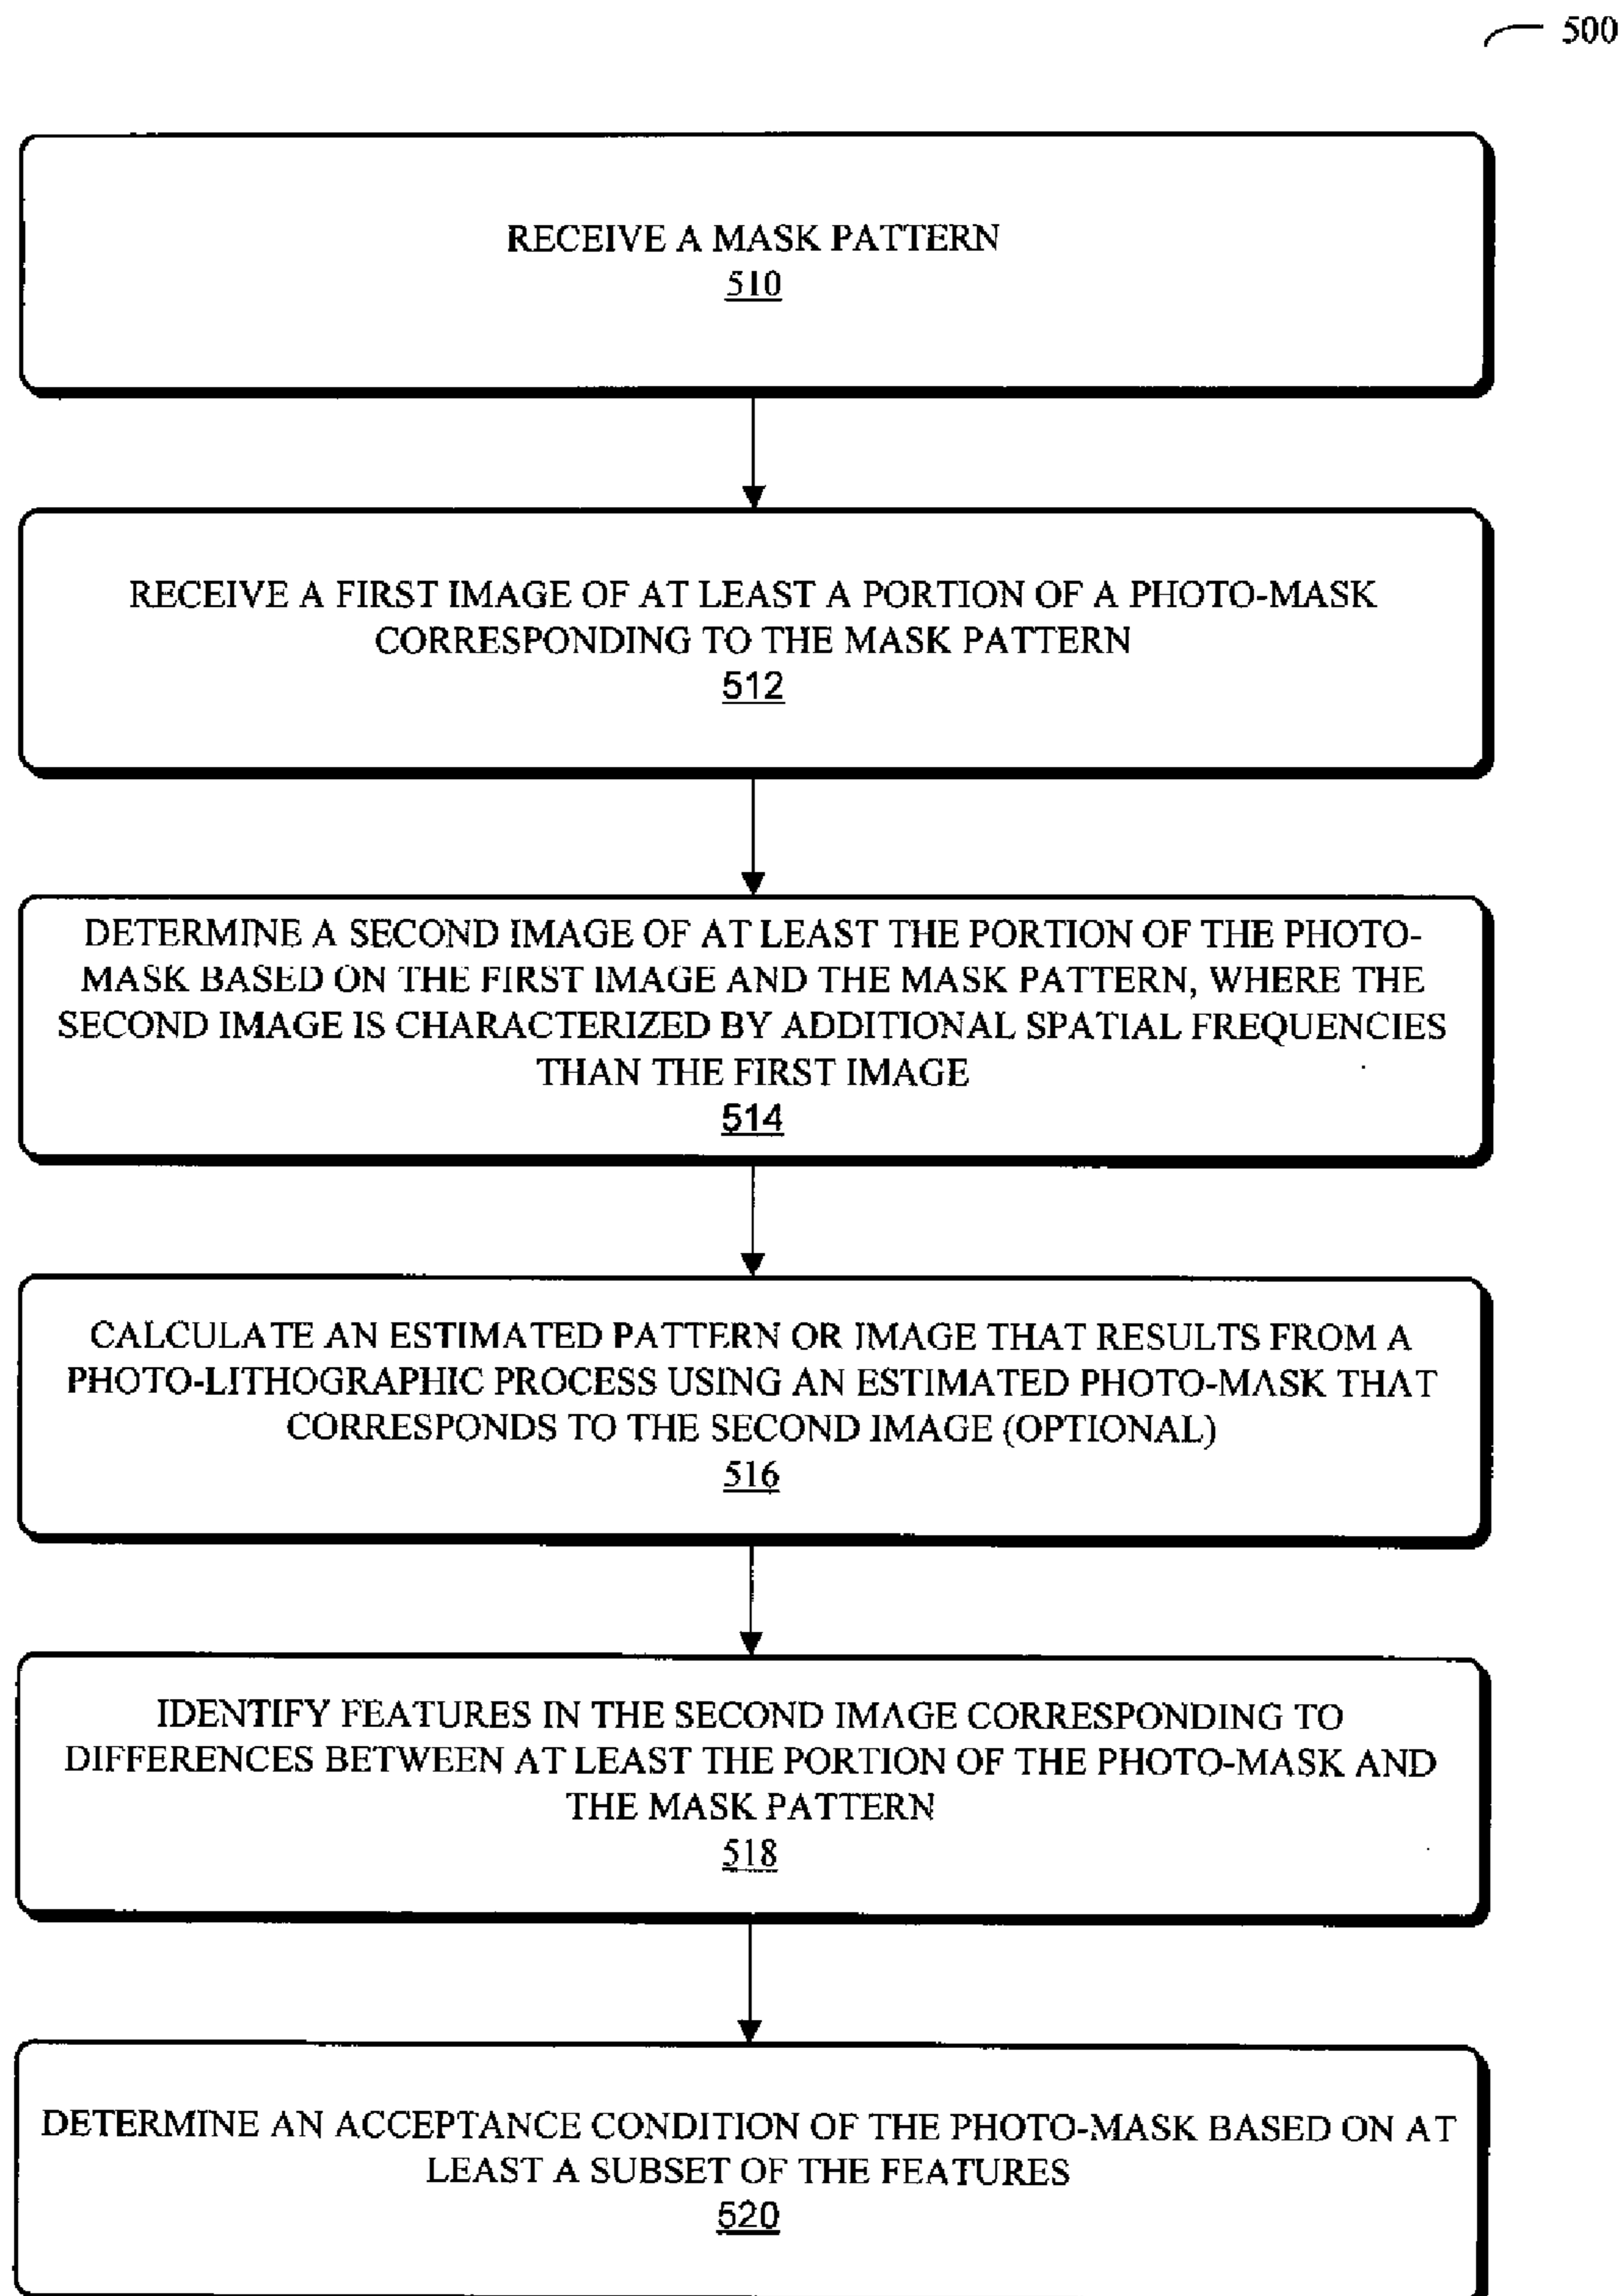 500
RECEIVE A MASK PATTERN
510
RECEIVE A FIRST IMAGE OF AT LEAST A PORTION OF A PHOTO-MASK
CORRESPONDING TO THE MASK PATTERN
512
DETERMINE A SECOND IMAGE OF AT LEAST THE PORTION OF THE PHOTO-
MASK BASED ON THE FIRST IMAGE AND THE MASK PATTERN, WHERE THE
SECOND IMAGE IS CHARACTERIZED BY ADDITIONAL SPATIAL FREQUENCIES
THAN THE FIRST IMAGE
514
CALCULATE AN ESTIMATED PATTERN OR IMAGE THAT RESULTS FROM A
PHOTO-LITHOGRAPHIC PROCESS USING AN ESTIMATED PHOTO-MASK THAT
CORRESPONDS TO THE SECOND IMAGE (OPTIONAL)
516
IDENTIFY FEATURES IN THE SECOND IMAGE CORRESPONDING TO
DIFFERENCES BETWEEN AT LEAST THE PORTION OF THE PHOTO-MASK AND
THE MASK PATTERN
518
DETERMINE AN ACCEPTANCE CONDITION OF THE PHOTO-MASK BASED ON AT
LEAST A SUBSET OF THE FEATURES
520